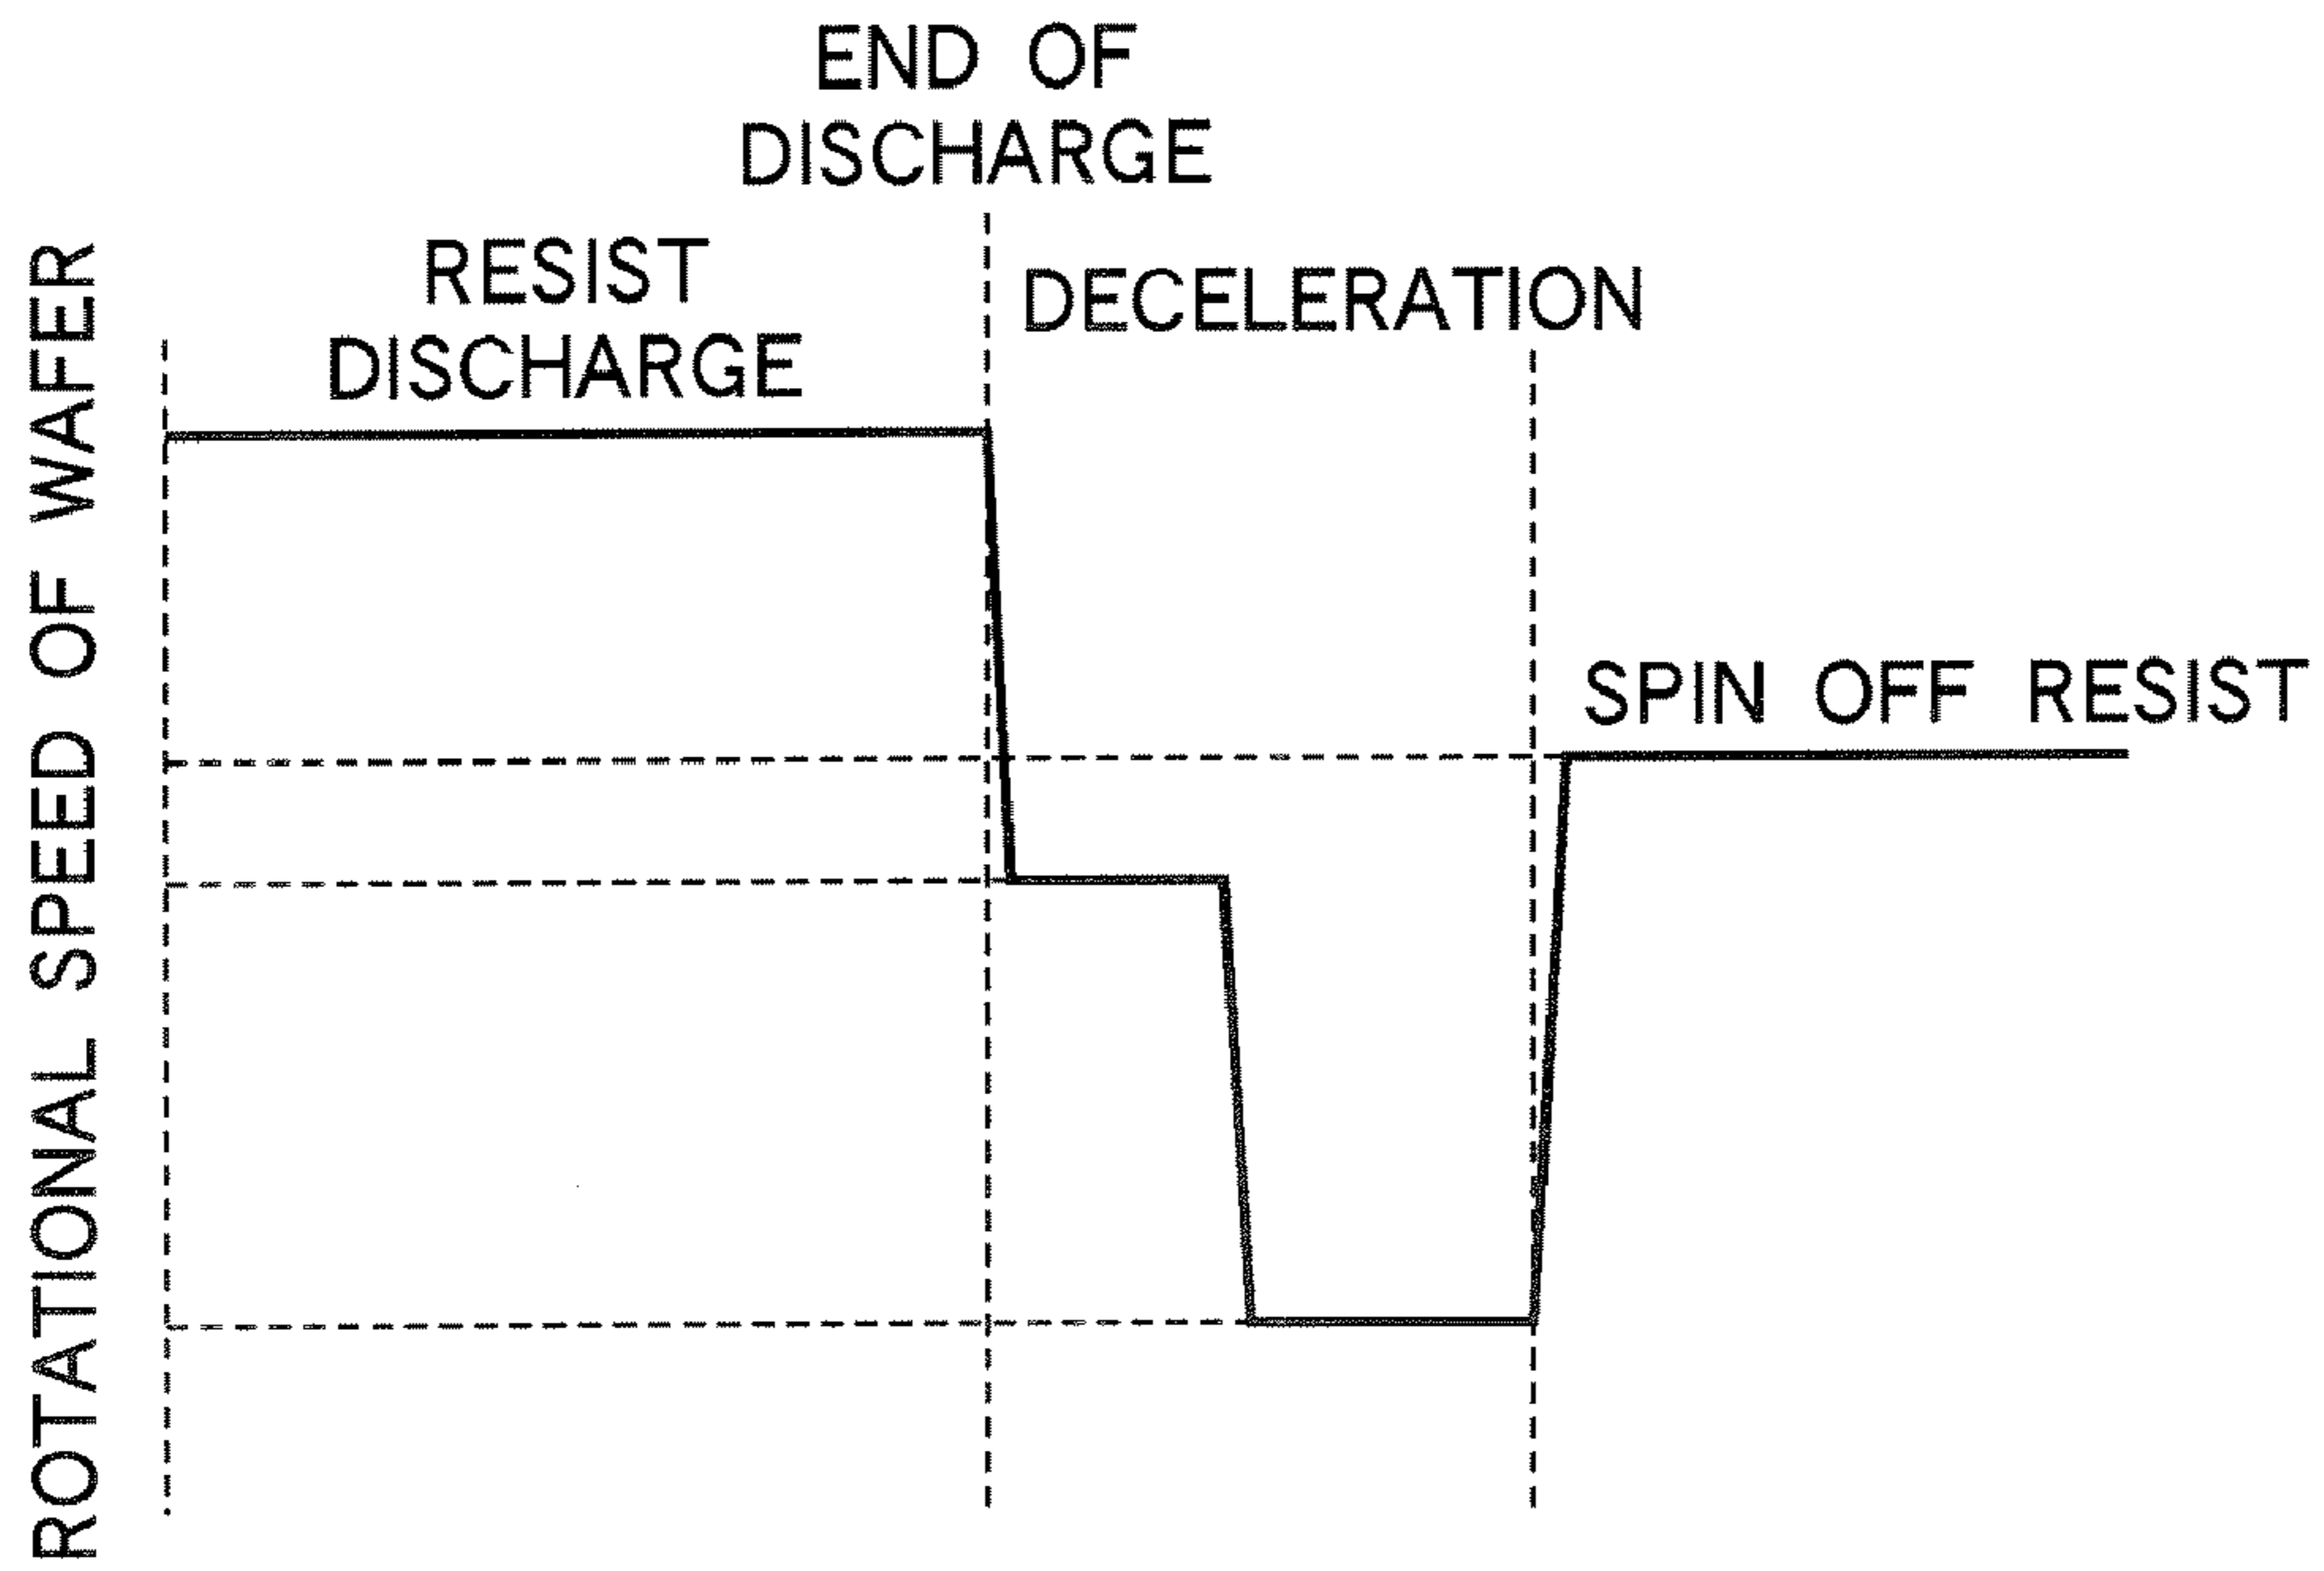 END OF
DISCHARGE
RESIST
DISCHARGE
DECELERATION
SPIN OFF RESIST
ROTATIONAL SPEED OF WAFER